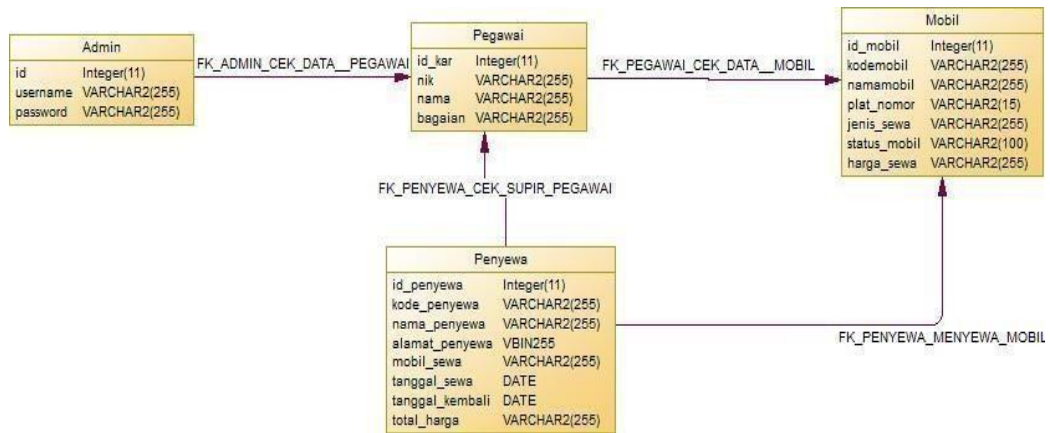 Admin
id Integer(11)
username VARCHAR2(255)
password VARCHAR2(255)
FK_ADMIN_CEK_DATA__PEGAWAI
Pegawai
id_kar Integer(11)
nik VARCHAR2(255)
nama VARCHAR2(255)
bagaian VARCHAR2(255)
FK_PEGAWAI_CEK_DATA__MOBIL
Mobil
id_mobil Integer(11)
kodemobil VARCHAR2(255)
namamobil VARCHAR2(255)
plat_nomor VARCHAR2(15)
jenis_sewa VARCHAR2(255)
status_mobil VARCHAR2(100)
harga_sewa VARCHAR2(255)
FK_PENYEWA_CEK_SUPIR_PEGAWAI
Penyewa
id_penyewa Integer(11)
kode_penyewa VARCHAR2(255)
nama_penyewa VARCHAR2(255)
alamat_penyewa VBIN255
mobil_sewa VARCHAR2(255)
tanggal_sewa DATE
tanggal_kembali DATE
total_harga VARCHAR2(255)
FK_PENYEWA_MENYEWA_MOBIL